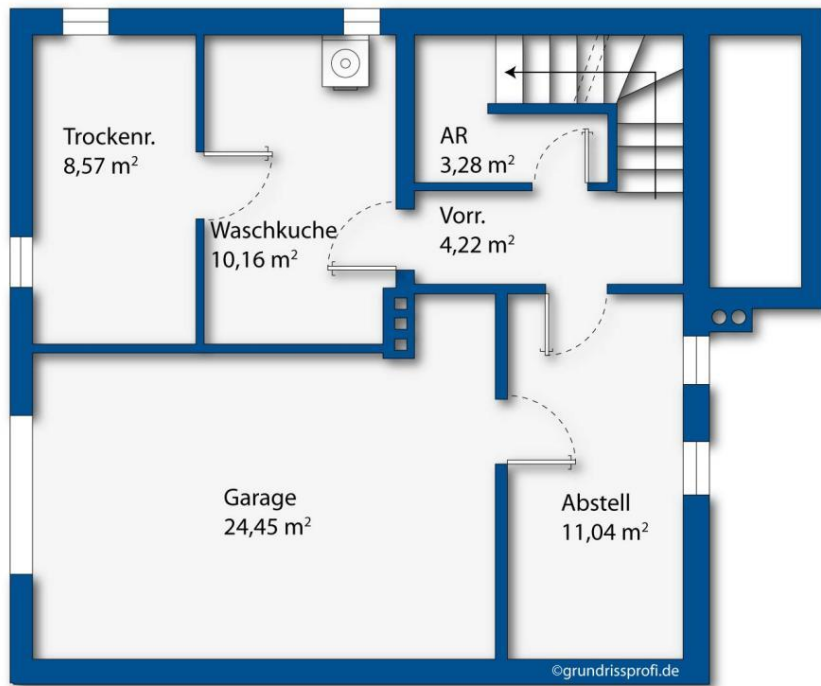 Trockenr.
8,57 m²
Waschkuche
10,16 m²
AR
3,28 m²
Vorr.
4,22 m²
Garage
24,45 m²
Abstell
11,04 m²
©grundrissprofi.de